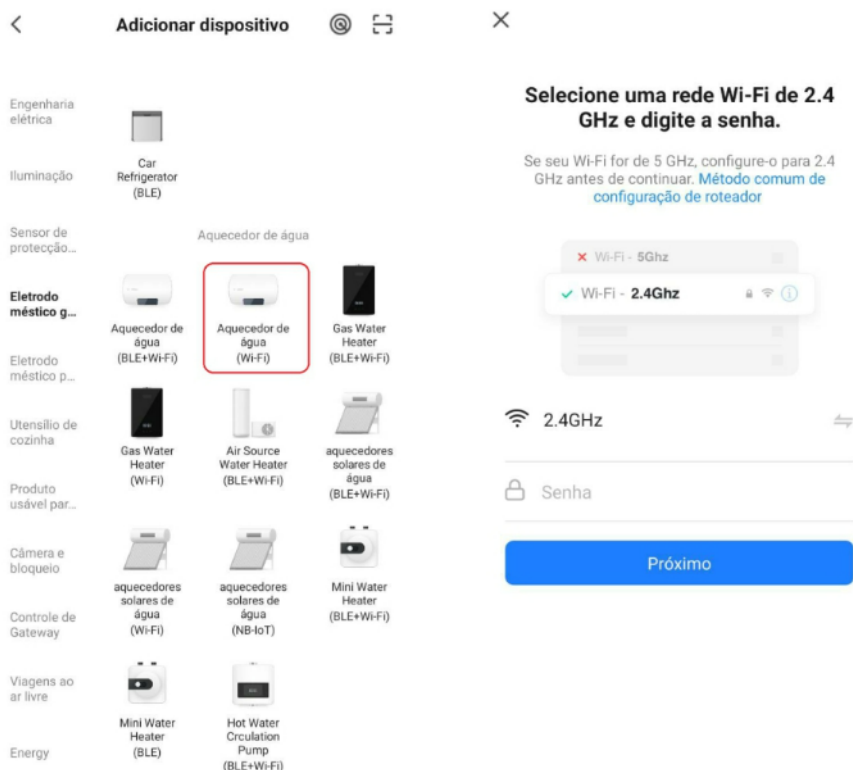 Adicionar dispositivo
Engenharia
elétrica
Iluminação
Sensor de
protecção...
Eletrodo
méstico g...
Eletrodo
méstico p...
Utensílio de
cozinha
Produto
usável par...
Câmera e
bloqueio
Controle de
Gateway
Viagens ao
ar livre
Energy
Car
Refrigerator
(BLE)
Aquecedor de água
Aquecedor de
água
(BLE+Wi-Fi)
Aquecedor de
água
(Wi-Fi)
Gas Water
Heater
(BLE+Wi-Fi)
Gas Water
Heater
(Wi-Fi)
Air Source
Water Heater
(BLE+Wi-Fi)
aquecedores
solares de
água
(BLE+Wi-Fi)
aquecedores
solares de
água
(Wi-Fi)
aquecedores
solares de
água
(NB-IoT)
Mini Water
Heater
(BLE+Wi-Fi)
Mini Water
Heater
(BLE)
Hot Water
Crculation
Pump
(BLE+Wi-Fi)
Selecione uma rede Wi-Fi de 2.4
GHz e digite a senha.
Se seu Wi-Fi for de 5 GHz, configure-o para 2.4
GHz antes de continuar. Método comum de
configuração de roteador
Wi-Fi - 5Ghz
Wi-Fi - 2.4Ghz
2.4GHz
Senha
Próximo